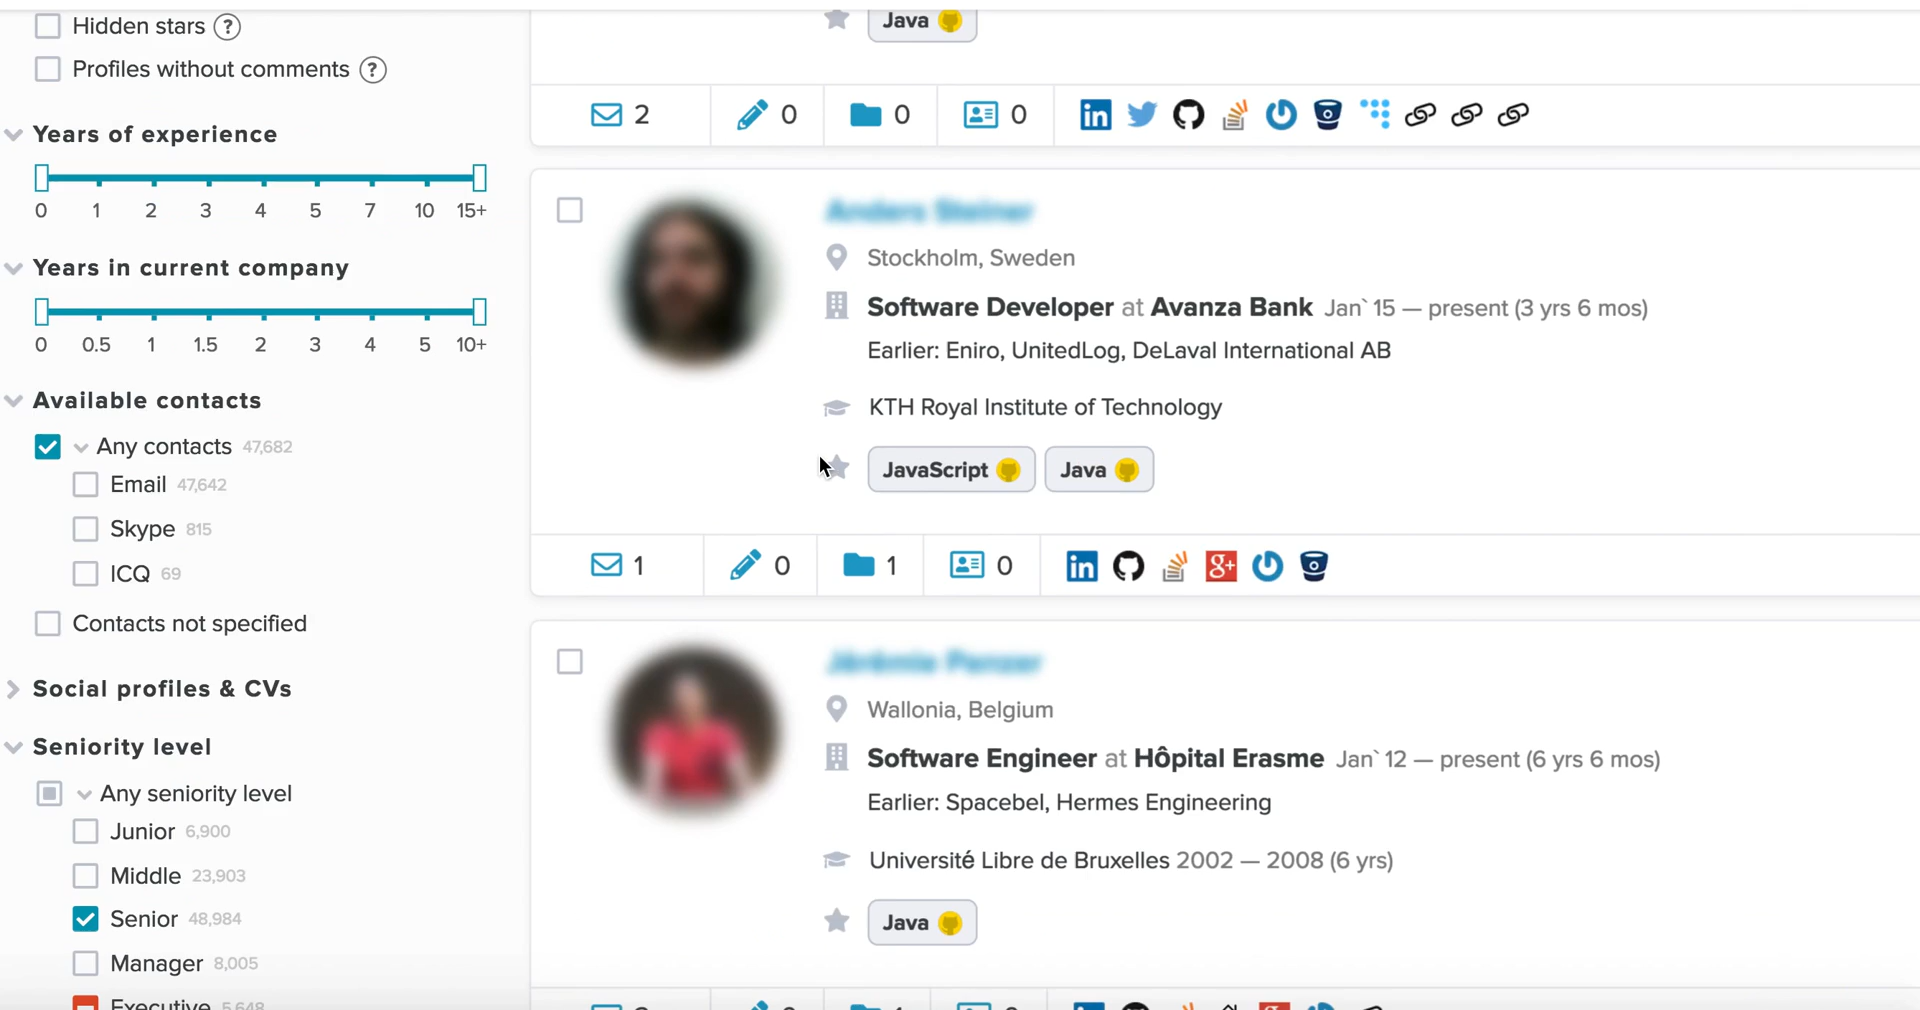 Hidden stars ?
Profiles without comments ?
Years of experience
0 1 2 3 4 5 7 10 15+
Years in current company
0 0.5 1 1.5 2 3 4 5 10+
Available contacts
Any contacts 47,682
Email 47,642
Skype 815
ICQ 69
Contacts not specified
Social profiles & CVs
Seniority level
Any seniority level
Junior 6,900
Middle 23,903
Senior 48,984
Manager 8,005
Executive 5,648
Java
2 0 0 0 in
Stockholm, Sweden
Software Developer at Avanza Bank Jan`15 — present (3 yrs 6 mos)
Earlier: Eniro, UnitedLog, DeLaval International AB
KTH Royal Institute of Technology
JavaScript Java
1 0 1 0 in g+
Wallonia, Belgium
Software Engineer at Hôpital Erasme Jan`12 — present (6 yrs 6 mos)
Earlier: Spacebel, Hermes Engineering
Université Libre de Bruxelles 2002 — 2008 (6 yrs)
Java